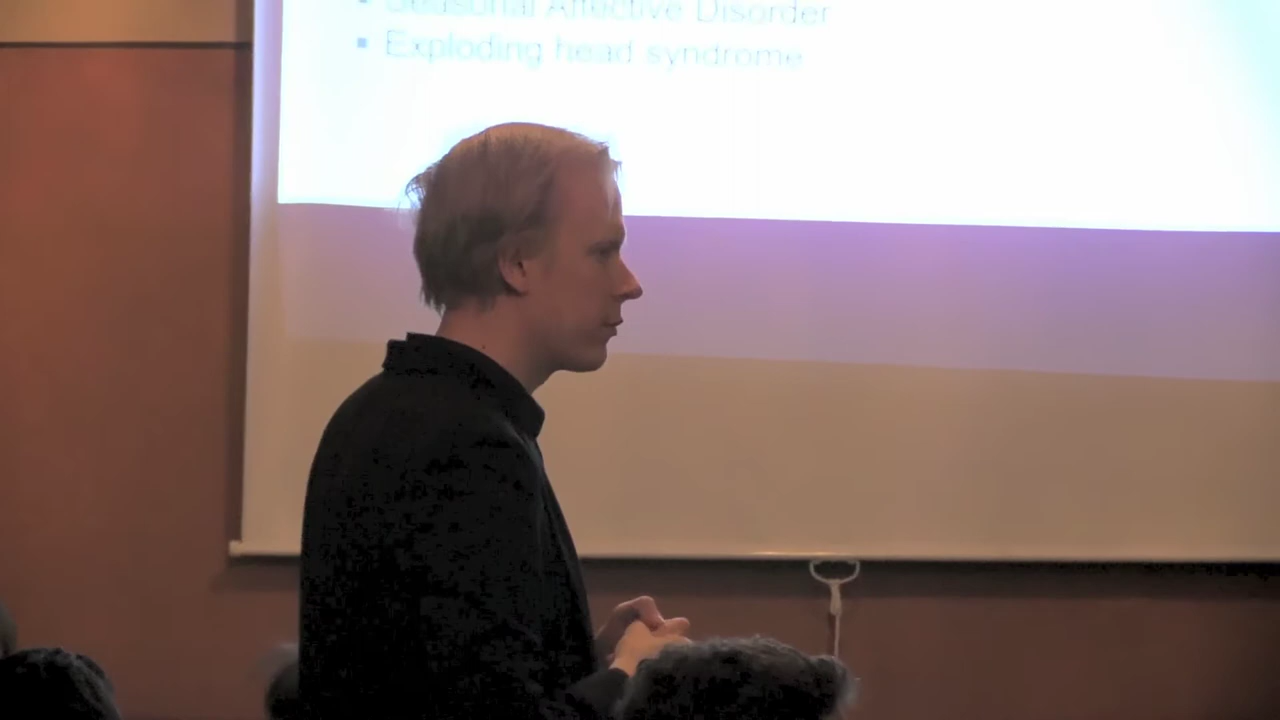 ▪ Seasonal Affective Disorder
▪ Exploding head syndrome